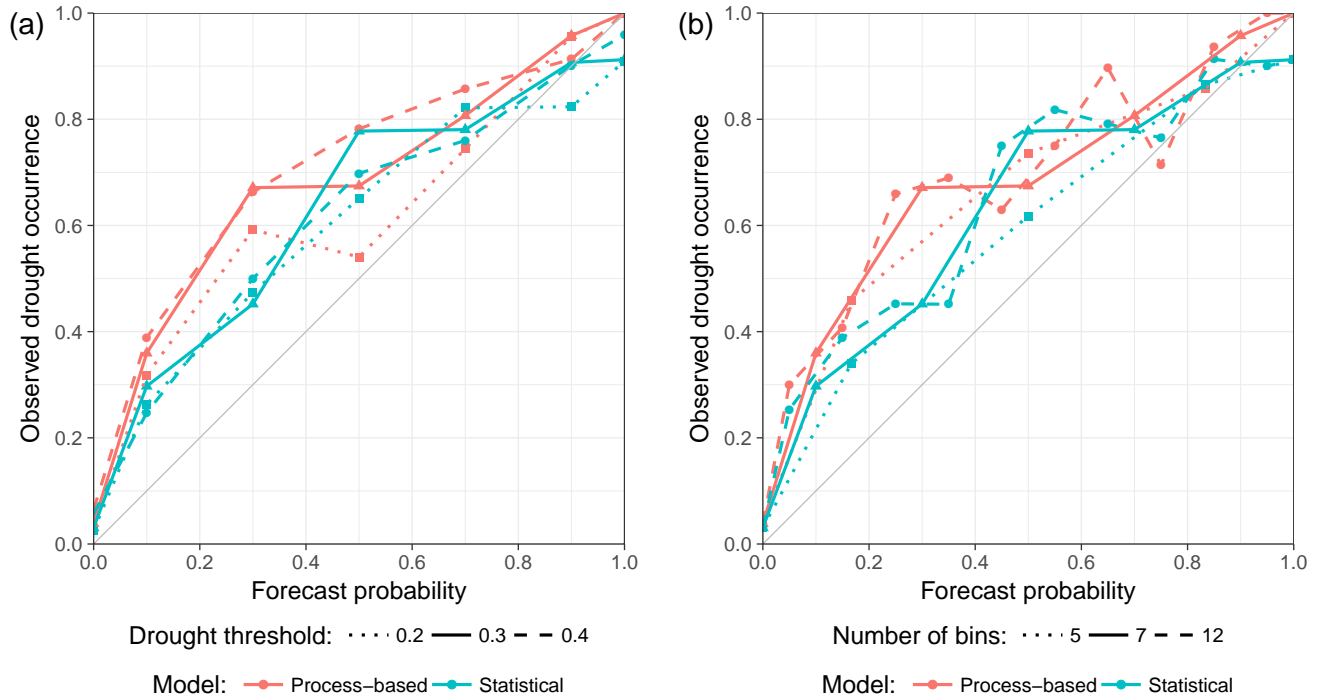 (a)
Observed drought occurrence
1.0
0.8
0.6
0.4
0.2
0.0
0.0 0.2 0.4 0.6 0.8 1.0
Forecast probability
Drought threshold: 0.2 0.3 0.4
Model: Process−based Statistical
(b)
Observed drought occurrence
1.0
0.8
0.6
0.4
0.2
0.0
0.0 0.2 0.4 0.6 0.8 1.0
Forecast probability
Number of bins: 5 7 12
Model: Process−based Statistical